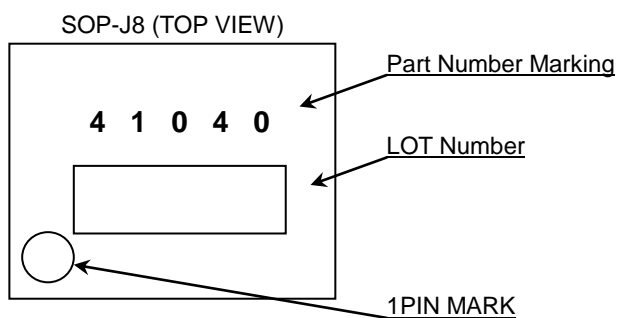 SOP-J8 (TOP VIEW)
Part Number Marking
4 1 0 4 0
LOT Number
1PIN MARK